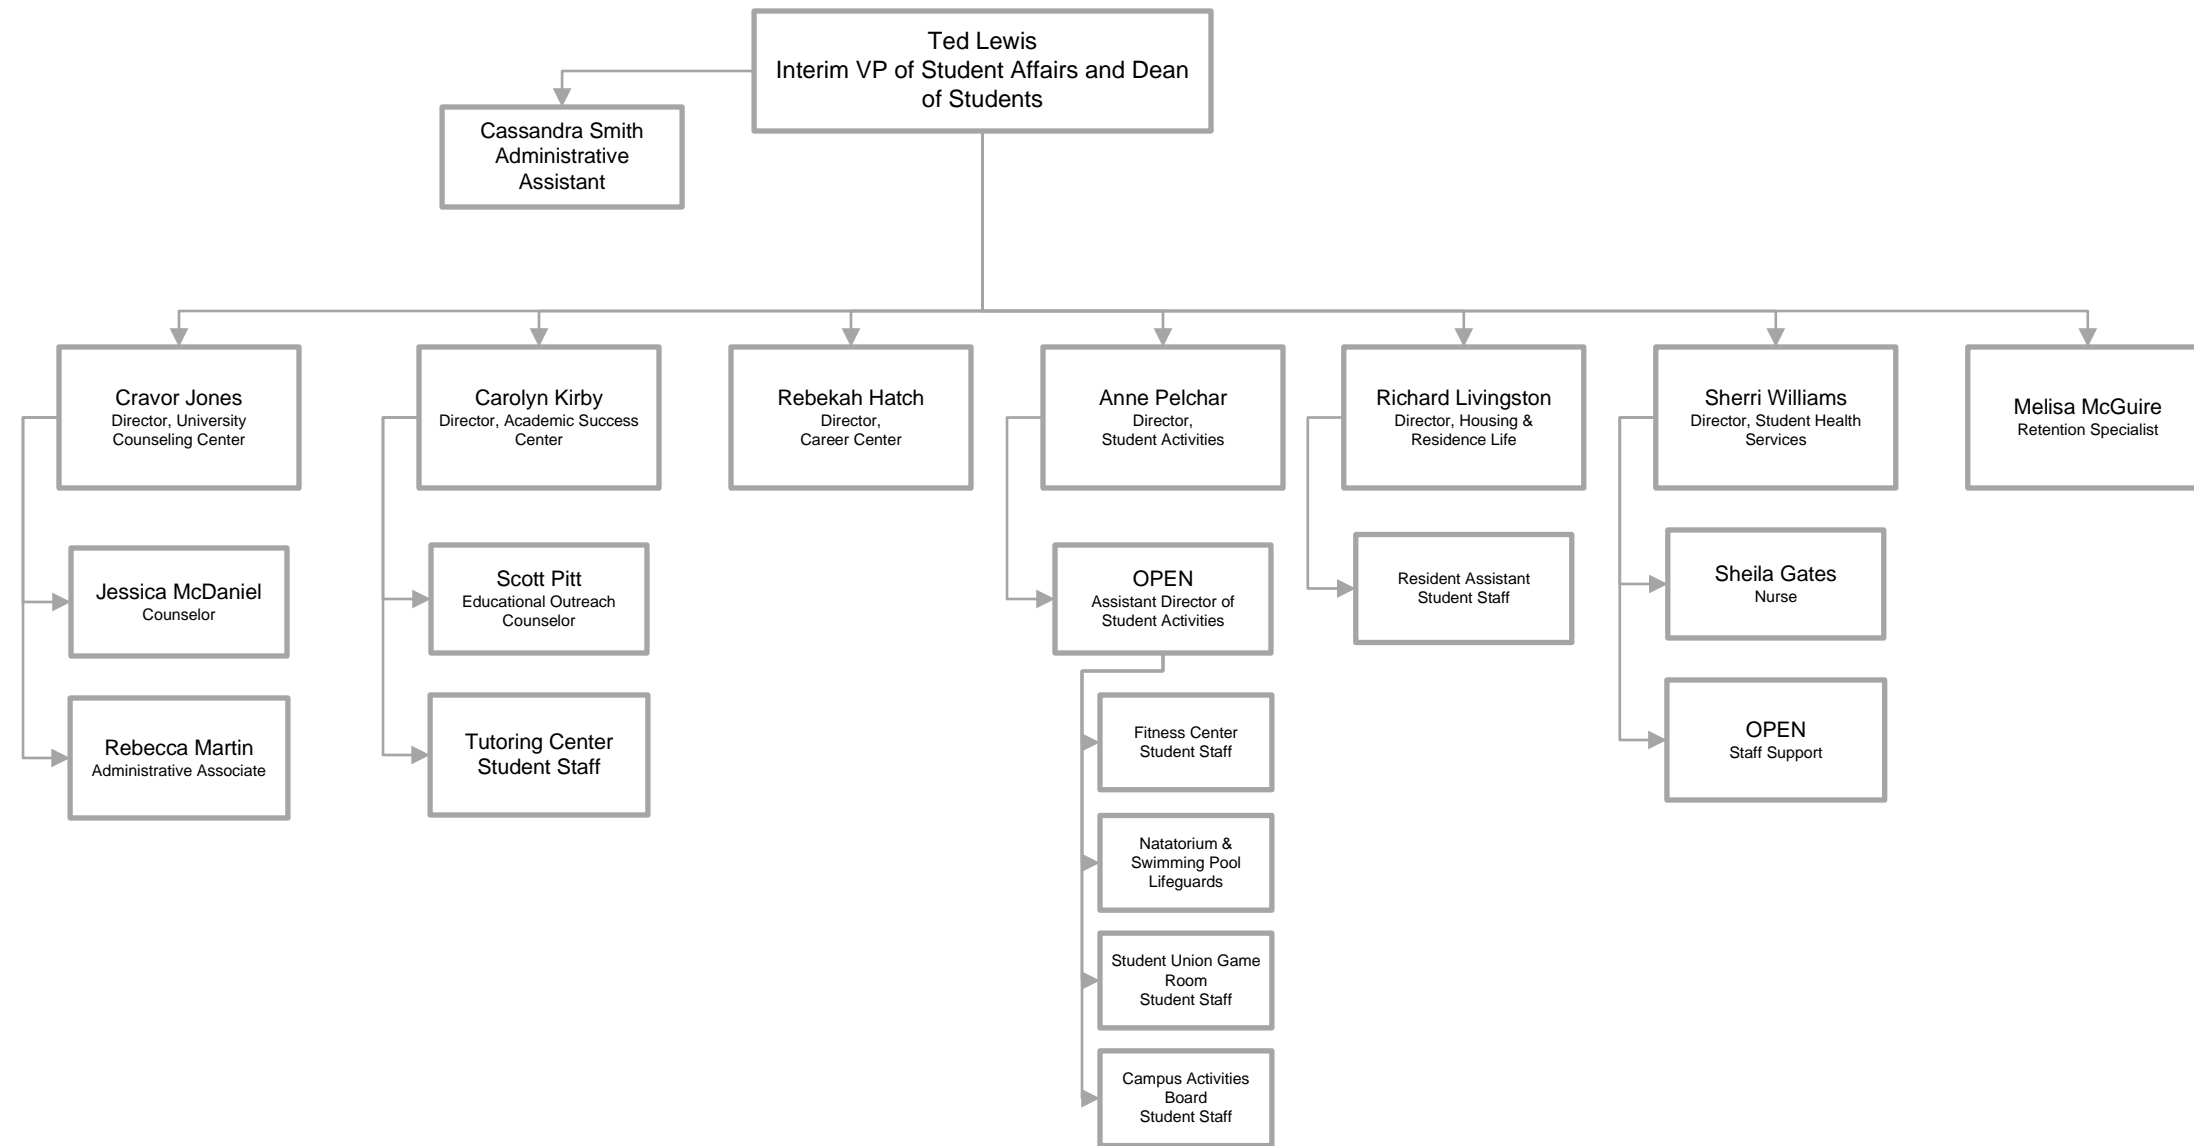 Ted Lewis
Interim VP of Student Affairs and Dean
of Students
Cassandra Smith
Administrative
Assistant
Cravor Jones
Director, University
Counseling Center
Carolyn Kirby
Director, Academic Success
Center
Rebekah Hatch
Director,
Career Center
Anne Pelchar
Director,
Student Activities
Richard Livingston
Director, Housing &
Residence Life
Sherri Williams
Director, Student Health
Services
Melisa McGuire
Retention Specialist
Jessica McDaniel
Counselor
Scott Pitt
Educational Outreach
Counselor
OPEN
Assistant Director of
Student Activities
Resident Assistant
Student Staff
Sheila Gates
Nurse
Rebecca Martin
Administrative Associate
Tutoring Center
Student Staff
Fitness Center
Student Staff
OPEN
Staff Support
Natatorium &
Swimming Pool
Lifeguards
Student Union Game
Room
Student Staff
Campus Activities
Board
Student Staff